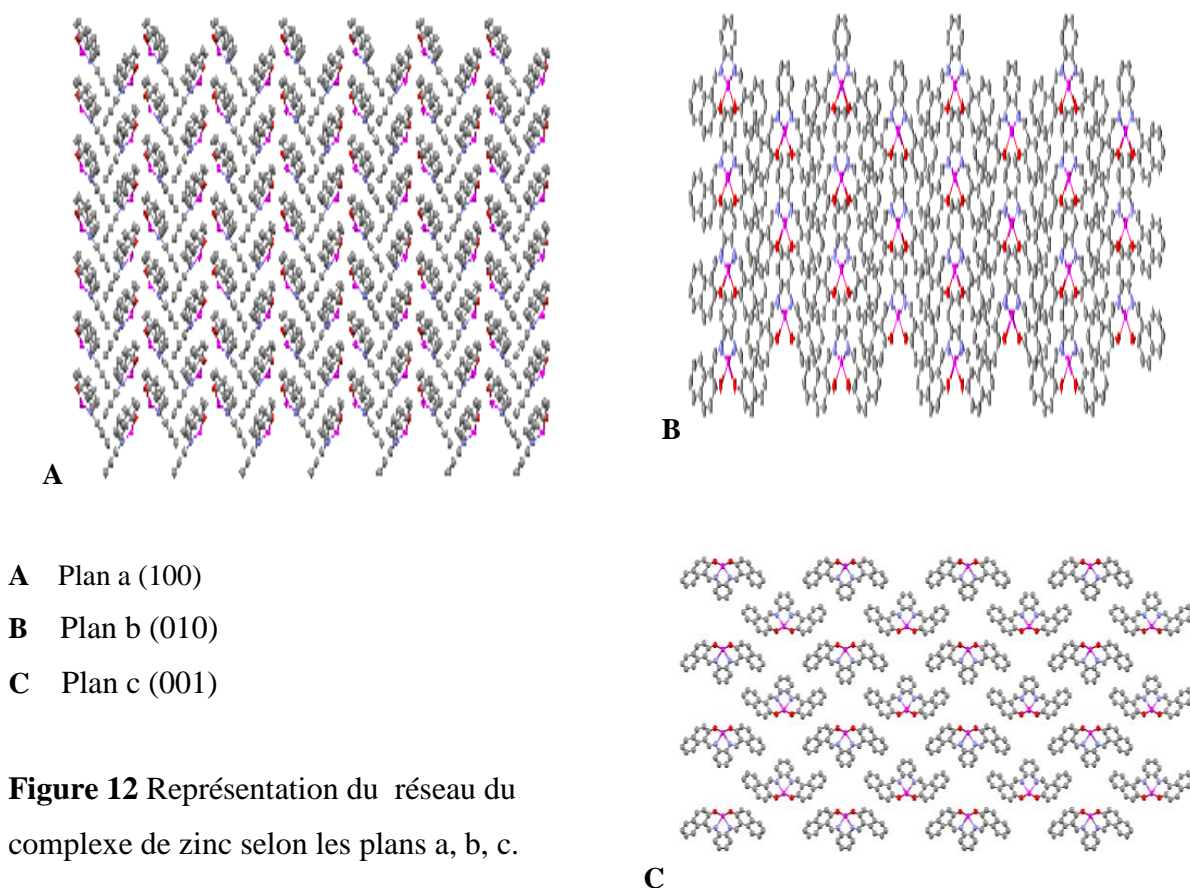 A
B
A Plan a (100)
B Plan b (010)
C Plan c (001)
Figure 12 Représentation du réseau du
complexe de zinc selon les plans a, b, c.
C